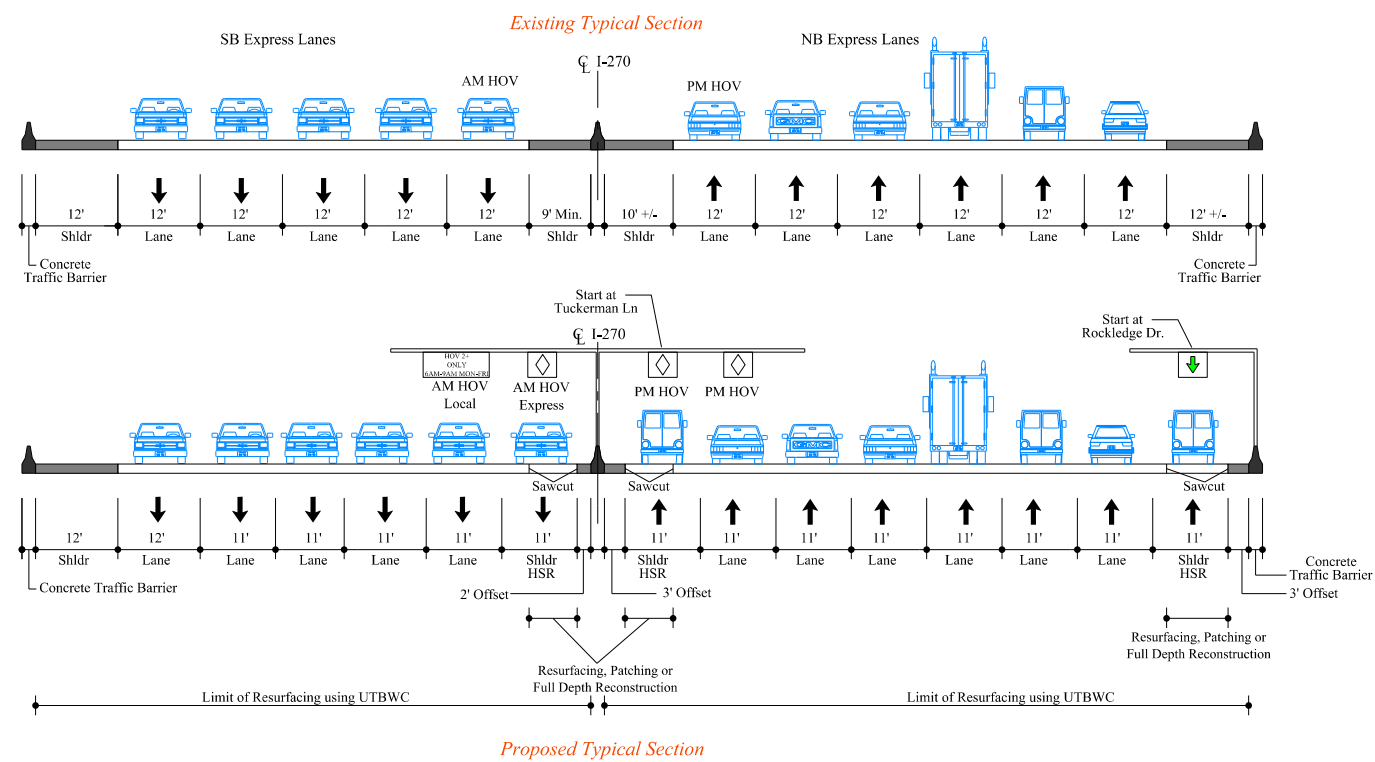 Existing Typical Section
SB Express Lanes
NB Express Lanes
℄ I-270
AM HOV
PM HOV
12' 12' 12' 12' 12' 12' 9' Min. 10' +/- 12' 12' 12' 12' 12' 12' 12' +/-
Shldr Lane Lane Lane Lane Lane Shldr Shldr Lane Lane Lane Lane Lane Lane Shldr
Concrete
Traffic Barrier
Concrete
Traffic Barrier
Start at
Tuckerman Ln
Start at
Rockledge Dr.
℄ I-270
HOV 2+
ONLY
6AM-9AM MON-FRI
AM HOV
Local
AM HOV
Express
PM HOV
PM HOV
Sawcut
Sawcut
Sawcut
12' 12' 11' 11' 11' 11' 11' 11' 11' 11' 11' 11' 11' 11' 11'
Shldr Lane Lane Lane Lane Lane Shldr Shldr Lane Lane Lane Lane Lane Lane Shldr
HSR HSR HSR
Concrete Traffic Barrier
2' Offset
3' Offset
Concrete
Traffic Barrier
3' Offset
Resurfacing, Patching or
Full Depth Reconstruction
Resurfacing, Patching or
Full Depth Reconstruction
Limit of Resurfacing using UTBWC
Limit of Resurfacing using UTBWC
Proposed Typical Section